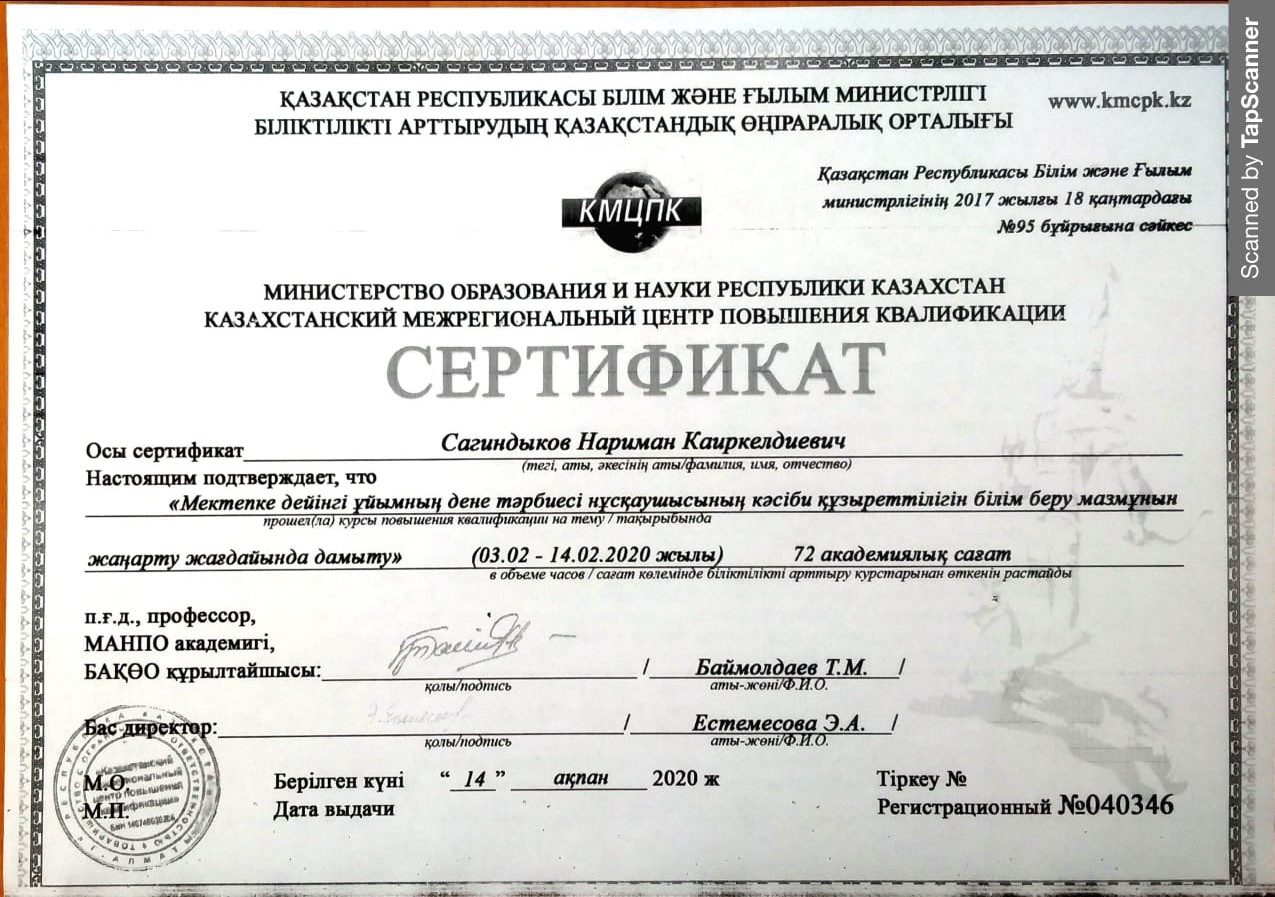 ҚАЗАҚСТАН РЕСПУБЛИКАСЫ БІЛІМ ЖӘНЕ ҒЫЛЫМ МИНИСТРЛІГІ
www.kmcpk.kz
БІЛІКТІЛІКТІ АРТТЫРУДЫҢ ҚАЗАҚСТАНДЫҚ ӨҢІРАРАЛЫҚ ОРТАЛЫҒЫ
Қазақстан Республикасы Білім және Ғылым
министрлігінің 2017 жылғы 18 қаңтардағы
№95 бұйрығына сәйкес
КМЦПК
МИНИСТЕРСТВО ОБРАЗОВАНИЯ И НАУКИ РЕСПУБЛИКИ КАЗАХСТАН
КАЗАХСТАНСКИЙ МЕЖРЕГИОНАЛЬНЫЙ ЦЕНТР ПОВЫШЕНИЯ КВАЛИФИКАЦИИ
СЕРТИФИКАТ
Осы сертификат Сагиндыков Нариман Каиркелдиевич
(тегі, аты, әкесінің аты/фамилия, имя, отчество)
Настоящим подтверждает, что
«Мектепке дейінгі ұйымның дене тәрбиесі нұсқаушысының кәсіби құзыреттілігін білім беру мазмұнын
прошел(ла) курсы повышения квалификации на тему / тақырыбында
жаңарту жағдайында дамыту» (03.02 - 14.02.2020 жылы) 72 академиялық сағат
в объеме часов / сағат көлемінде біліктілікті арттыру курстарынан өткенін растайды
п.ғ.д., профессор,
МАНПО академигі,
БАҚӨО құрылтайшысы: / Баймолдаев Т.М. /
қолы/подпись аты-жөні/Ф.И.О.
Бас директор: / Естемесова Э.А. /
қолы/подпись аты-жөні/Ф.И.О.
М.О.
М.П.
Берілген күні “ 14 ” ақпан 2020 ж
Дата выдачи
Тіркеу №
Регистрационный №040346
«Казахстанский
межрегиональный
центр повышения
квалификации»
Scanned by TapScanner